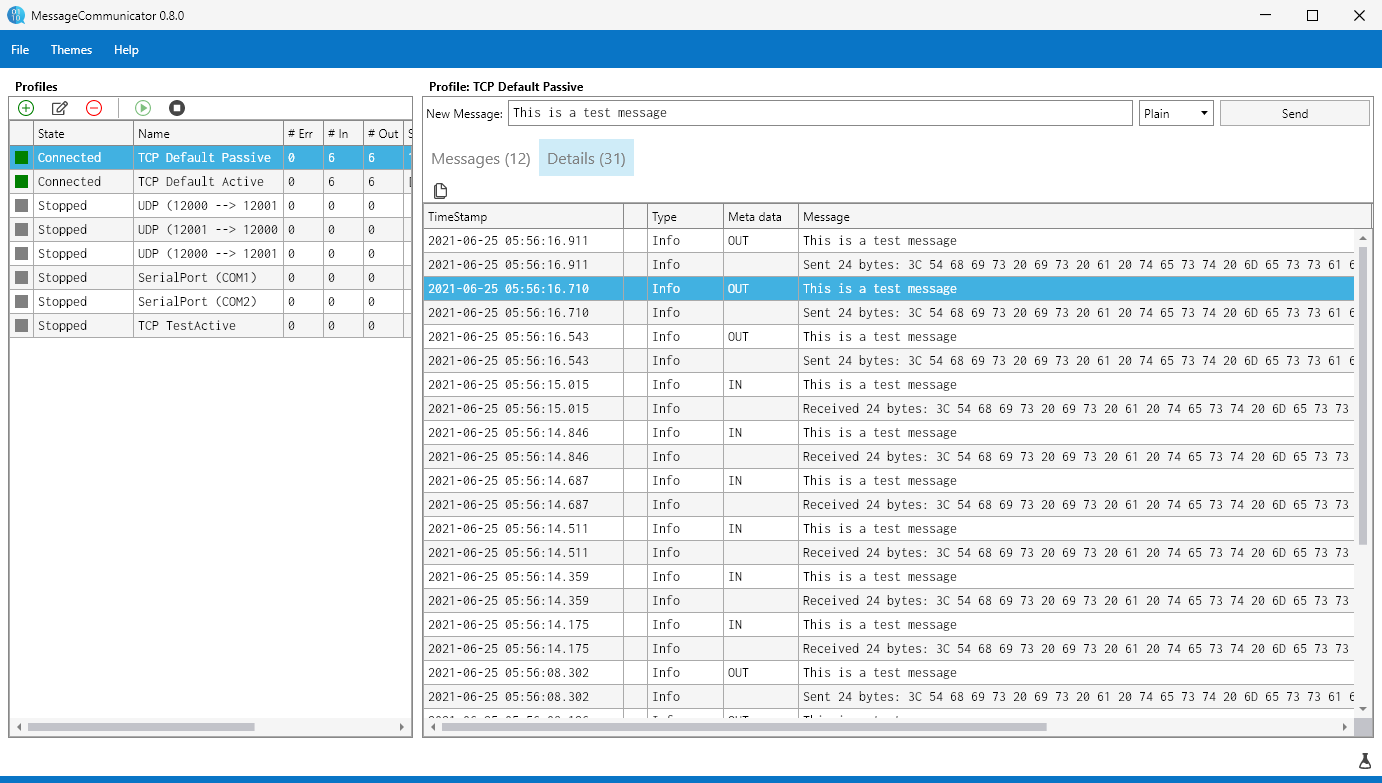 MessageCommunicator 0.8.0
File Themes Help
Profiles
State Name # Err # In # Out
Connected TCP Default Passive 0 6 6
Connected TCP Default Active 0 6 6
Stopped UDP (12000 --> 12001 0 0 0
Stopped UDP (12001 --> 12000 0 0 0
Stopped UDP (12000 --> 12001 0 0 0
Stopped SerialPort (COM1) 0 0 0
Stopped SerialPort (COM2) 0 0 0
Stopped TCP TestActive 0 0 0
Profile: TCP Default Passive
New Message: This is a test message Plain Send
Messages (12) Details (31)
TimeStamp Type Meta data Message
2021-06-25 05:56:16.911 Info OUT This is a test message
2021-06-25 05:56:16.911 Info Sent 24 bytes: 3C 54 68 69 73 20 69 73 20 61 20 74 65 73 74 20 6D 65 73 73 61
2021-06-25 05:56:16.710 Info OUT This is a test message
2021-06-25 05:56:16.710 Info Sent 24 bytes: 3C 54 68 69 73 20 69 73 20 61 20 74 65 73 74 20 6D 65 73 73 61
2021-06-25 05:56:16.543 Info OUT This is a test message
2021-06-25 05:56:16.543 Info Sent 24 bytes: 3C 54 68 69 73 20 69 73 20 61 20 74 65 73 74 20 6D 65 73 73 61
2021-06-25 05:56:15.015 Info IN This is a test message
2021-06-25 05:56:15.015 Info Received 24 bytes: 3C 54 68 69 73 20 69 73 20 61 20 74 65 73 74 20 6D 65 73 73
2021-06-25 05:56:14.846 Info IN This is a test message
2021-06-25 05:56:14.846 Info Received 24 bytes: 3C 54 68 69 73 20 69 73 20 61 20 74 65 73 74 20 6D 65 73 73
2021-06-25 05:56:14.687 Info IN This is a test message
2021-06-25 05:56:14.687 Info Received 24 bytes: 3C 54 68 69 73 20 69 73 20 61 20 74 65 73 74 20 6D 65 73 73
2021-06-25 05:56:14.511 Info IN This is a test message
2021-06-25 05:56:14.511 Info Received 24 bytes: 3C 54 68 69 73 20 69 73 20 61 20 74 65 73 74 20 6D 65 73 73
2021-06-25 05:56:14.359 Info IN This is a test message
2021-06-25 05:56:14.359 Info Received 24 bytes: 3C 54 68 69 73 20 69 73 20 61 20 74 65 73 74 20 6D 65 73 73
2021-06-25 05:56:14.175 Info IN This is a test message
2021-06-25 05:56:14.175 Info Received 24 bytes: 3C 54 68 69 73 20 69 73 20 61 20 74 65 73 74 20 6D 65 73 73
2021-06-25 05:56:08.302 Info OUT This is a test message
2021-06-25 05:56:08.302 Info Sent 24 bytes: 3C 54 68 69 73 20 69 73 20 61 20 74 65 73 74 20 6D 65 73 73 61